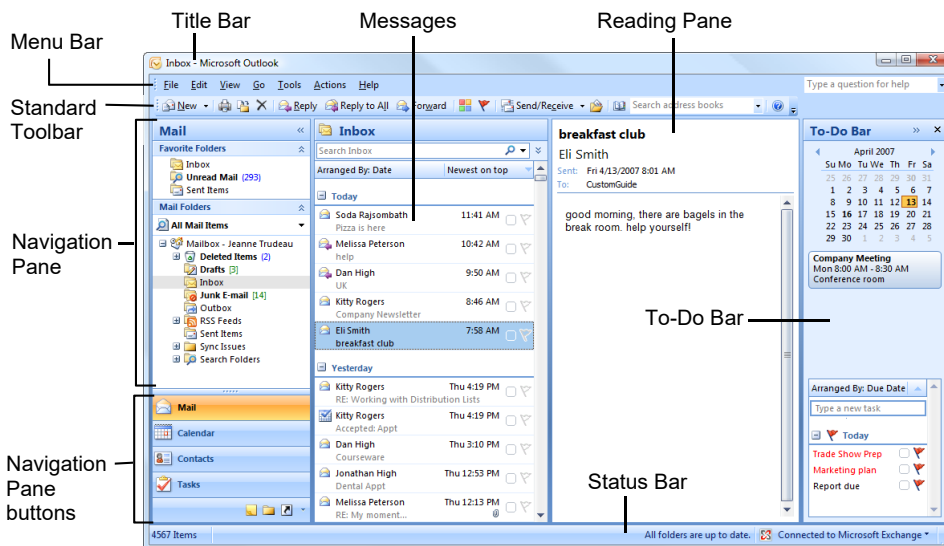 Title Bar
Messages
Reading Pane
Menu Bar
Inbox - Microsoft Outlook
File Edit View Go Tools Actions Help
Type a question for help
Standard
Toolbar
New Reply Reply to All Forward Send/Receive Search address books
Mail
Favorite Folders
Inbox
Unread Mail (293)
Sent Items
Mail Folders
All Mail Items
Mailbox - Jeanne Trudeau
Deleted Items (2)
Drafts [3]
Inbox
Junk E-mail [14]
Outbox
RSS Feeds
Sent Items
Sync Issues
Search Folders
Navigation
Pane
Mail
Calendar
Contacts
Tasks
Navigation
Pane
buttons
Inbox
Search Inbox
Arranged By: Date Newest on top
Today
Soda Rajsombath 11:41 AM
Pizza is here
Melissa Peterson 10:42 AM
help
Dan High 9:50 AM
UK
Kitty Rogers 8:46 AM
Company Newsletter
Eli Smith 7:58 AM
breakfast club
Yesterday
Kitty Rogers Thu 4:19 PM
RE: Working with Distribution Lists
Kitty Rogers Thu 4:19 PM
Accepted: Appt
Dan High Thu 3:10 PM
Courseware
Jonathan High Thu 12:53 PM
Dental Appt
Melissa Peterson Thu 12:13 PM
RE: My moment...
breakfast club
Eli Smith
Sent: Fri 4/13/2007 8:01 AM
To: CustomGuide
good morning, there are bagels in the
break room. help yourself!
To-Do Bar
Status Bar
To-Do Bar
April 2007
Su Mo Tu We Th Fr Sa
25 26 27 28 29 30 31
1 2 3 4 5 6 7
8 9 10 11 12 13 14
15 16 17 18 19 20 21
22 23 24 25 26 27 28
29 30 1 2 3 4 5
Company Meeting
Mon 8:00 AM - 8:30 AM
Conference room
Arranged By: Due Date
Type a new task
Today
Trade Show Prep
Marketing plan
Report due
4567 Items
All folders are up to date. Connected to Microsoft Exchange